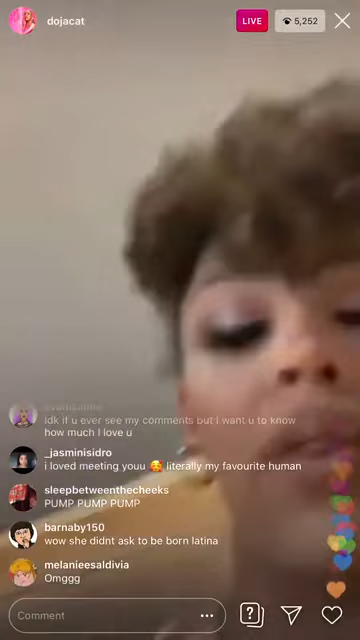 dojacat
LIVE
5,252
Idk if u ever see my comments but I want u to know
how much I love u
_jasminisidro
i loved meeting youu 🥰 literally my favourite human
sleepbetweenthecheeks
PUMP PUMP PUMP
barnaby150
wow she didnt ask to be born latina
melanieesaldivia
Omggg
Comment